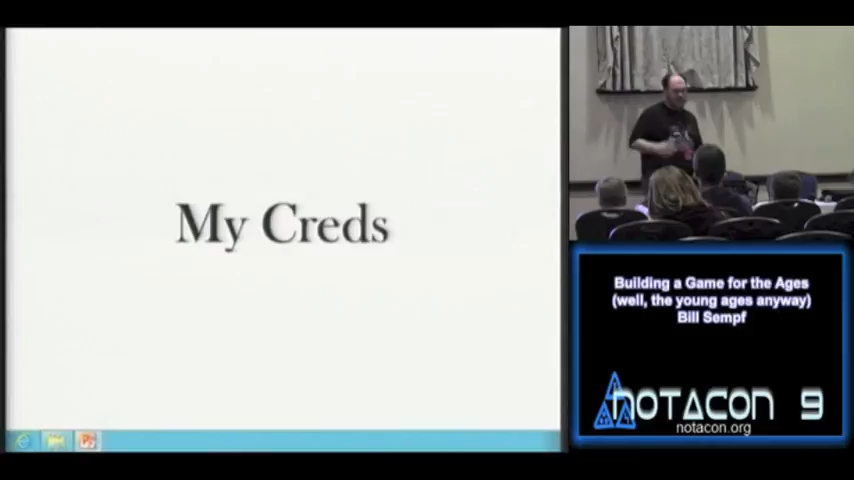 My Creds
Building a Game for the Ages
(well, the young ages anyway)
Bill Sempf
NOTACON 9
notacon.org